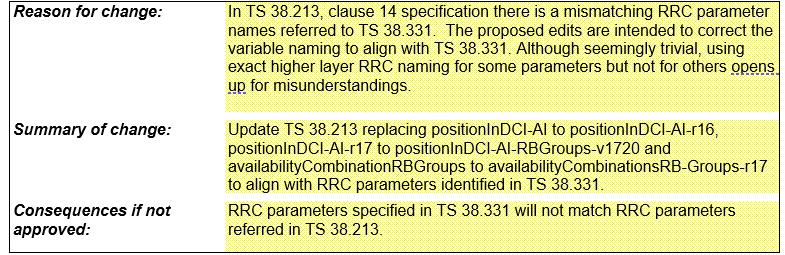 Reason for change:
In TS 38.213, clause 14 specification there is a mismatching RRC parameter
names referred to TS 38.331.  The proposed edits are intended to correct the
variable naming to align with TS 38.331. Although seemingly trivial, using
exact higher layer RRC naming for some parameters but not for others opens
up for misunderstandings.
Summary of change:
Update TS 38.213 replacing positionInDCI-AI to positionInDCI-AI-r16,
positionInDCI-AI-r17 to positionInDCI-AI-RBGroups-v1720 and
availabilityCombinationRBGroups to availabilityCombinationsRB-Groups-r17
to align with RRC parameters identified in TS 38.331.
Consequences if not
approved:
RRC parameters specified in TS 38.331 will not match RRC parameters
referred in TS 38.213.